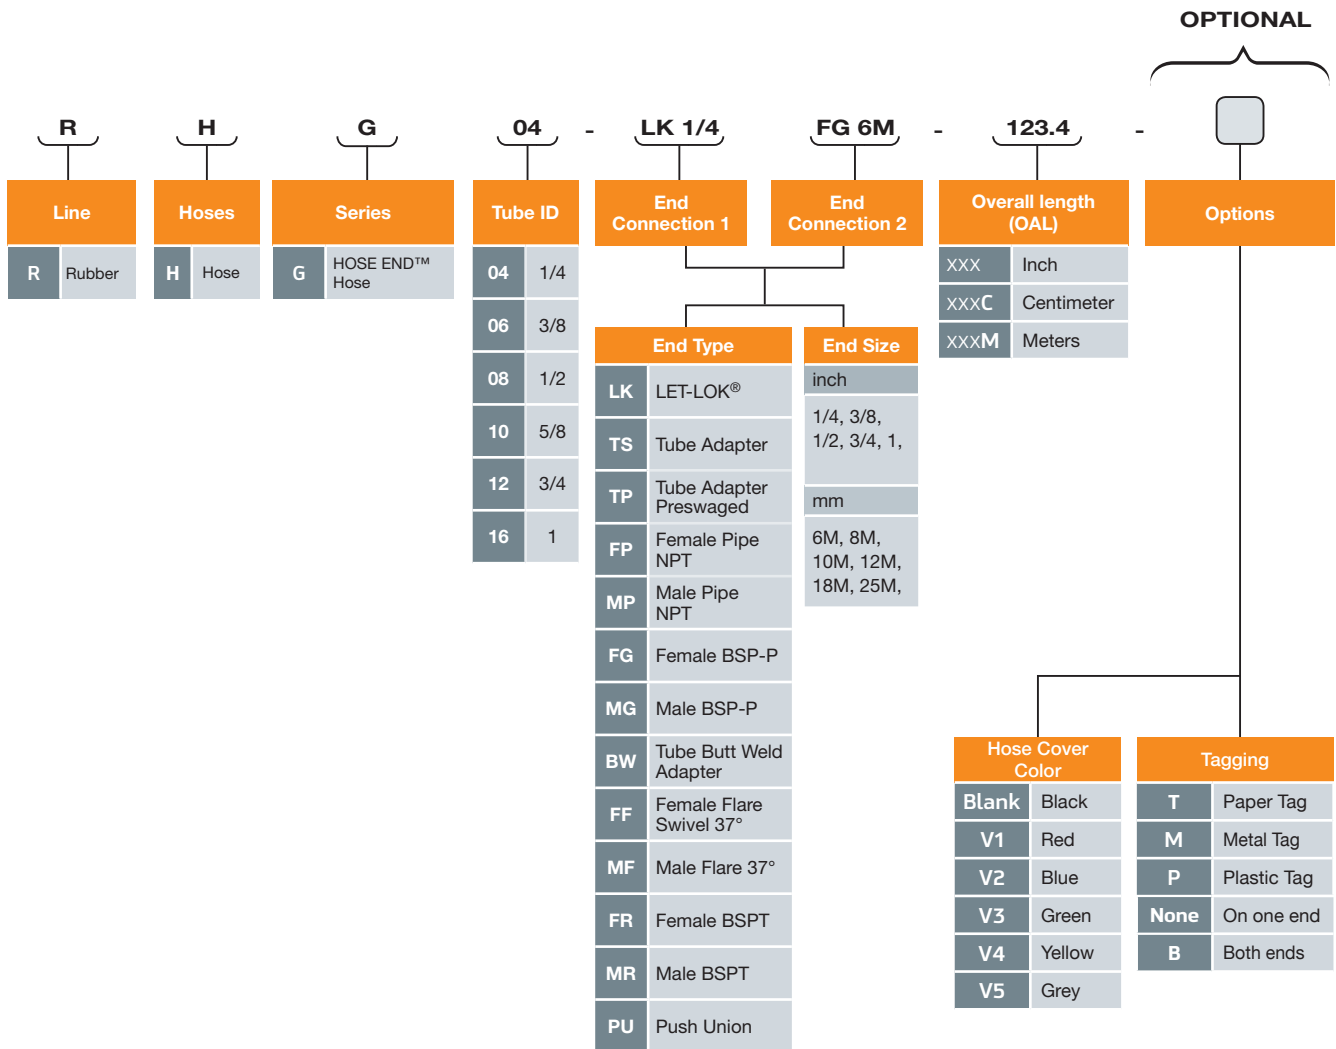 OPTIONAL
R H G 04 - LK 1/4 FG 6M - 123.4 -
Line
R Rubber
Hoses
H Hose
Series
G HOSE END™
Hose
Tube ID
04 1/4
06 3/8
08 1/2
10 5/8
12 3/4
16 1
End
Connection 1
End
Connection 2
Overall length
(OAL)
XXX Inch
XXXC Centimeter
XXXM Meters
Options
End Type
LK LET-LOK®
TS Tube Adapter
TP Tube Adapter
Preswaged
FP Female Pipe
NPT
MP Male Pipe
NPT
FG Female BSP-P
MG Male BSP-P
BW Tube Butt Weld
Adapter
FF Female Flare
Swivel 37°
MF Male Flare 37°
FR Female BSPT
MR Male BSPT
PU Push Union
End Size
inch
1/4, 3/8,
1/2, 3/4, 1,
mm
6M, 8M,
10M, 12M,
18M, 25M,
Hose Cover
Color
Blank Black
V1 Red
V2 Blue
V3 Green
V4 Yellow
V5 Grey
Tagging
T Paper Tag
M Metal Tag
P Plastic Tag
None On one end
B Both ends